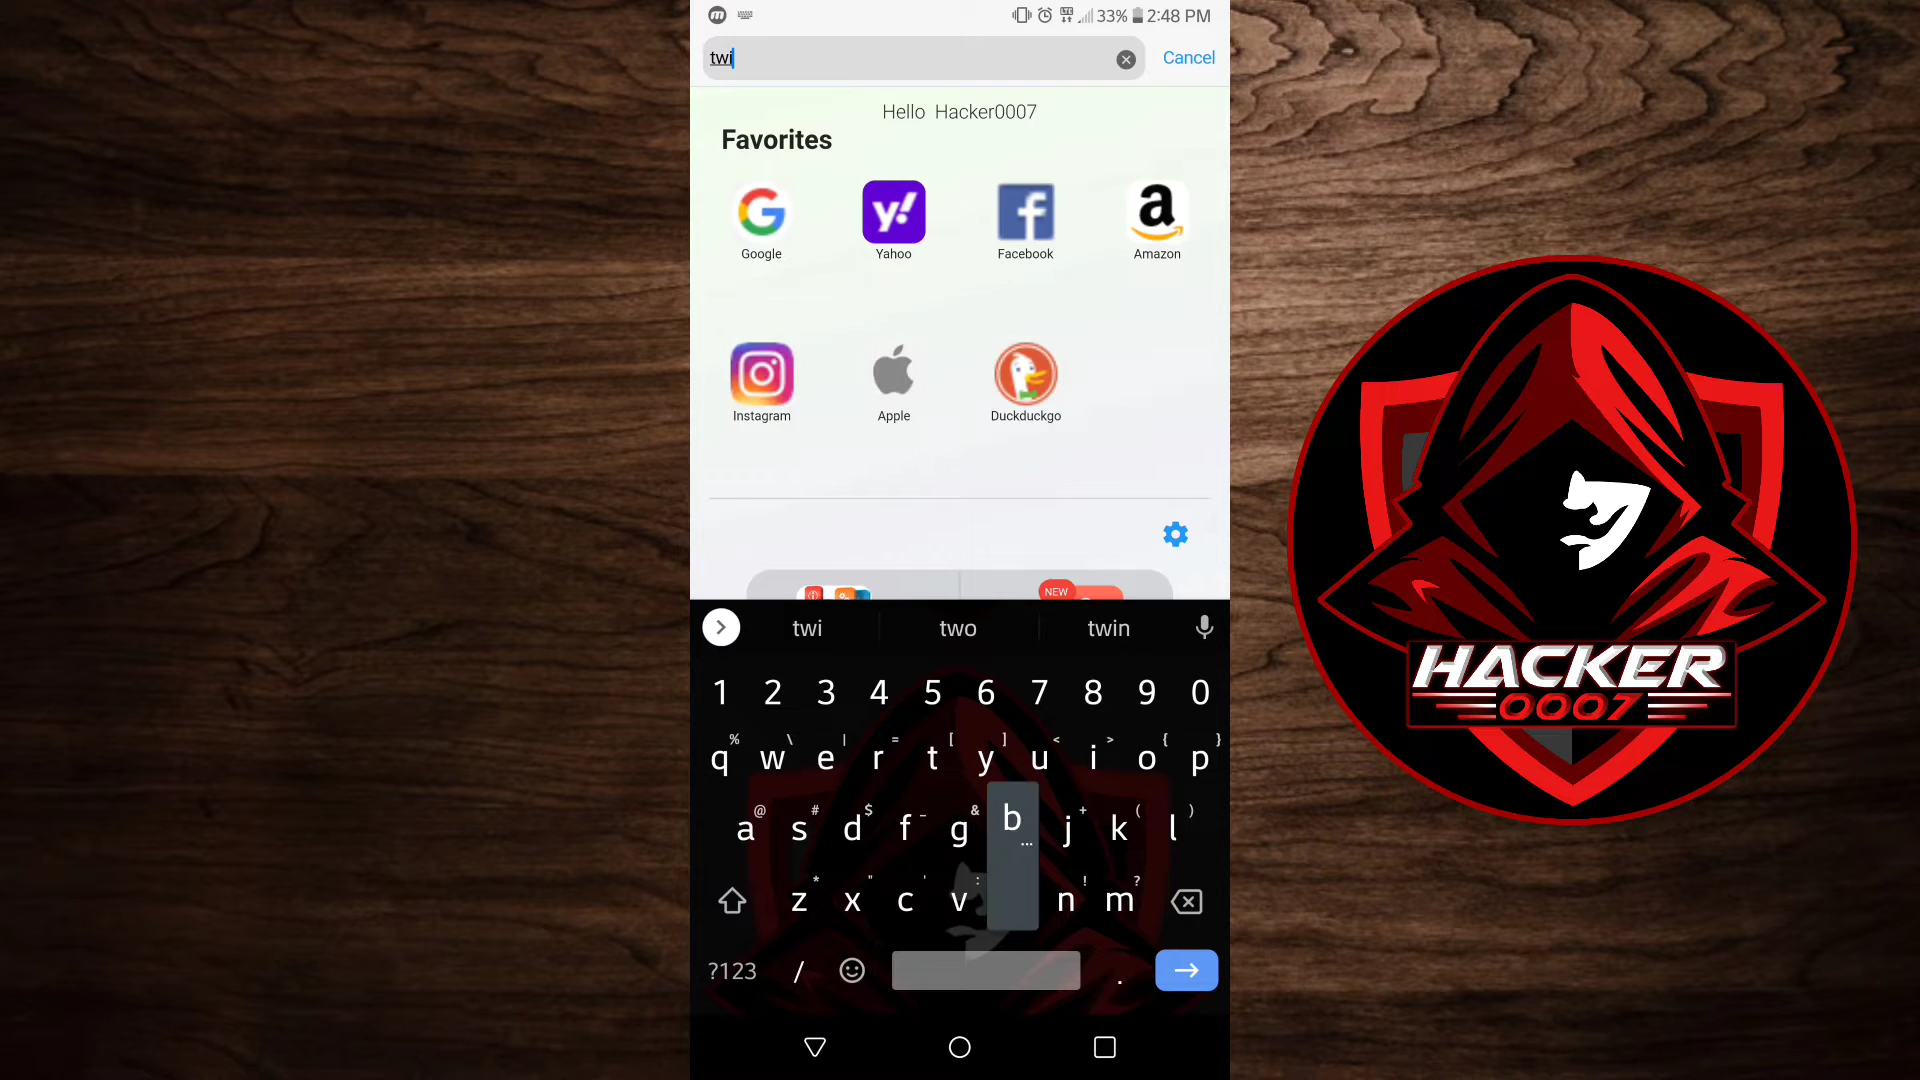 33% 2:48 PM
twi
Cancel
Hello Hacker0007
Favorites
Google
Yahoo
Facebook
Amazon
Instagram
Apple
Duckduckgo
NEW
twi two twin
1 2 3 4 5 6 7 8 9 0
% \ | = [ ] < > { }
q w e r t y u i o p
@ # $ _ & + ( )
a s d f g b j k l
* " ' : ! ?
z x c v n m
?123 / .
HACKER
0007